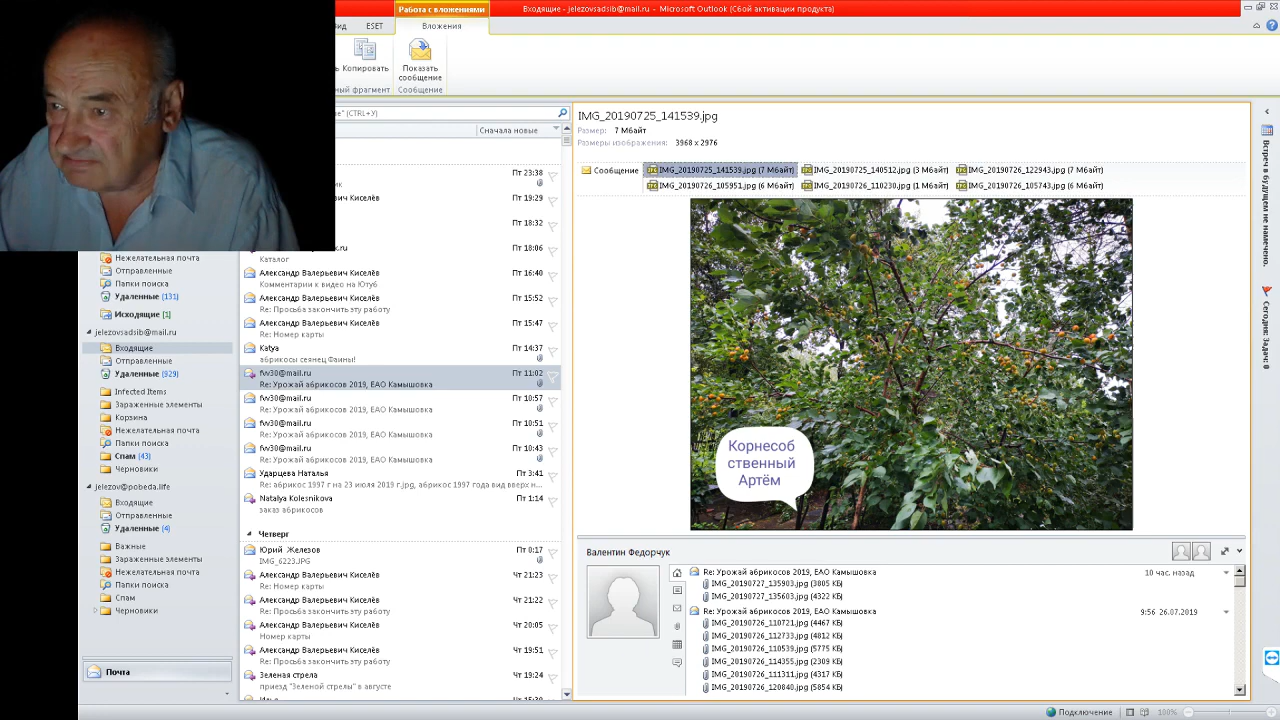 Работа с вложениями
Входящие - jelezovsadsib@mail.ru - Microsoft Outlook (Сбой активации продукта)
ESET
Вложения
Копировать
Показать
сообщение
Сообщение
(CTRL+У)
Сначала новые
IMG_20190725_141539.jpg
Размер: 7 Мбайт
Размеры изображения: 3968 x 2976
Сообщение
IMG_20190725_141539.jpg (7 Мбайт)
IMG_20190725_140512.jpg (3 Мбайт)
IMG_20190726_122943.jpg (7 Мбайт)
IMG_20190726_105951.jpg (6 Мбайт)
IMG_20190726_110230.jpg (1 Мбайт)
IMG_20190726_105743.jpg (6 Мбайт)
Нежелательная почта
Отправленные
Папки поиска
Удаленные (131)
Исходящие [1]
jelezovsadsib@mail.ru
Входящие
Отправленные
Удаленные (929)
Infected Items
Зараженные элементы
Корзина
Нежелательная почта
Папки поиска
Спам (43)
Черновики
jelezov@pobeda.life
Входящие
Отправленные
Удаленные (4)
Важные
Зараженные элементы
Нежелательная почта
Папки поиска
Спам
Черновики
Почта
Пт 23:38
Пт 19:29
Пт 18:32
Пт 18:06
Каталог
Александр Валерьевич Киселёв Пт 16:40
Комментарии к видео на Ютуб
Александр Валерьевич Киселёв Пт 15:52
Re: Просьба закончить эту работу
Александр Валерьевич Киселёв Пт 15:47
Re: Номер карты
Katya Пт 14:37
абрикосы сеянец Фаины!
fvv30@mail.ru Пт 11:02
Re: Урожай абрикосов 2019, ЕАО Камышовка
fvv30@mail.ru Пт 10:57
Re: Урожай абрикосов 2019, ЕАО Камышовка
fvv30@mail.ru Пт 10:51
Re: Урожай абрикосов 2019, ЕАО Камышовка
fvv30@mail.ru Пт 10:43
Re: Урожай абрикосов 2019, ЕАО Камышовка
Ударцева Наталья Пт 3:41
Re: абрикос 1997 г на 23 июля 2019 г.jpg, абрикос 1997 года вид вверх н...
Natalya Kolesnikova Пт 1:14
заказ абрикосов
Четверг
Юрий Железов Пт 0:17
IMG_6223.JPG
Александр Валерьевич Киселёв Чт 21:23
Re: Номер карты
Александр Валерьевич Киселёв Чт 21:22
Re: Просьба закончить эту работу
Александр Валерьевич Киселёв Чт 20:05
Номер карты
Александр Валерьевич Киселёв Чт 19:51
Re: Просьба закончить эту работу
Зеленая стрела Чт 19:24
приезд "Зеленой стрелы" в августе
Корнесоб
ственный
Артём
Валентин Федорчук
Re: Урожай абрикосов 2019, ЕАО Камышовка 10 час. назад
IMG_20190727_135903.jpg (3805 КБ)
IMG_20190727_135603.jpg (4322 КБ)
Re: Урожай абрикосов 2019, ЕАО Камышовка 9:56 26.07.2019
IMG_20190726_110721.jpg (4467 КБ)
IMG_20190726_112733.jpg (4812 КБ)
IMG_20190726_110539.jpg (5775 КБ)
IMG_20190726_114355.jpg (2309 КБ)
IMG_20190726_111311.jpg (4317 КБ)
IMG_20190726_120840.jpg (5854 КБ)
Встреч в будущем не намечено.
Сегодня: Задач: 0
Подключение
100%